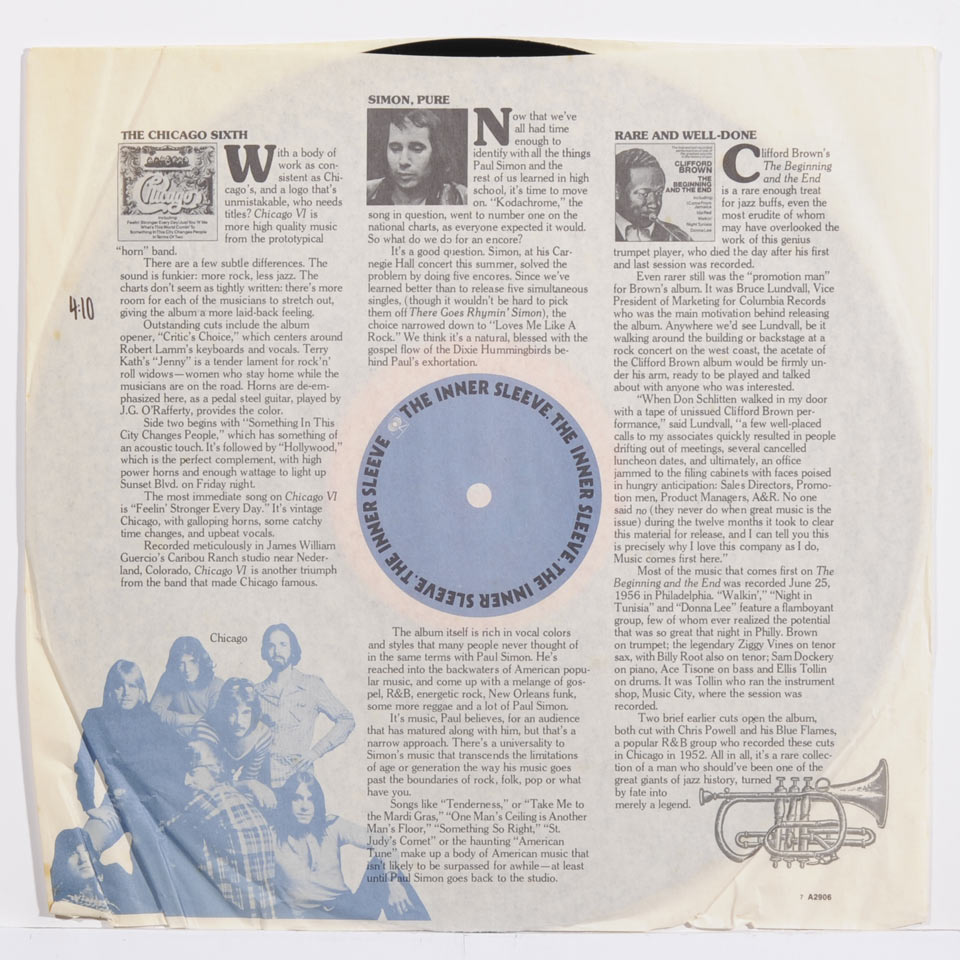 THE CHICAGO SIXTH
With a body of
work as con-
sistent as Chi-
cago's, and a logo that's
unmistakable, who needs
titles? Chicago VI is
more high quality music
from the prototypical
"horn" band.
There are a few subtle differences. The
sound is funkier: more rock, less jazz. The
charts don't seem as tightly written: there's more
room for each of the musicians to stretch out,
giving the album a more laid-back feeling.
Outstanding cuts include the album
opener, "Critic's Choice," which centers around
Robert Lamm's keyboards and vocals. Terry
Kath's "Jenny" is a tender lament for rock'n'
roll widows—women who stay home while the
musicians are on the road. Horns are de-em-
phasized here, as a pedal steel guitar, played by
J.G. O'Rafferty, provides the color.
Side two begins with "Something In This
City Changes People," which has something of
an acoustic touch. It's followed by "Hollywood,"
which is the perfect complement, with high
power horns and enough wattage to light up
Sunset Blvd. on Friday night.
The most immediate song on Chicago VI
is "Feelin' Stronger Every Day." It's vintage
Chicago, with galloping horns, some catchy
time changes, and upbeat vocals.
Recorded meticulously in James William
Guercio's Caribou Ranch studio near Neder-
land, Colorado, Chicago VI is another triumph
from the band that made Chicago famous.
Chicago
4:10
Chicago
including:
Feelin' Stronger Every Day/Just You 'N' Me
What's This World Comin' To
Something In This City Changes People
In Terms Of Two
SIMON, PURE
Now that we've
all had time
enough to
identify with all the things
Paul Simon and the
rest of us learned in high
school, it's time to move
on. "Kodachrome," the
song in question, went to number one on the
national charts, as everyone expected it would.
So what do we do for an encore?
It's a good question. Simon, at his Car-
negie Hall concert this summer, solved the
problem by doing five encores. Since we've
learned better than to release five simultaneous
singles, (though it wouldn't be hard to pick
them off There Goes Rhymin' Simon), the
choice narrowed down to "Loves Me Like A
Rock." We think it's a natural, blessed with the
gospel flow of the Dixie Hummingbirds be-
hind Paul's exhortation.
THE INNER SLEEVE. THE INNER SLEEVE. THE INNER SLEEVE. THE INNER SLEEVE
The album itself is rich in vocal colors
and styles that many people never thought of
in the same terms with Paul Simon. He's
reached into the backwaters of American popu-
lar music, and come up with a melange of gos-
pel, R&B, energetic rock, New Orleans funk,
some more reggae and a lot of Paul Simon.
It's music, Paul believes, for an audience
that has matured along with him, but that's a
narrow approach. There's a universality to
Simon's music that transcends the limitations
of age or generation the way his music goes
past the boundaries of rock, folk, pop or what
have you.
Songs like "Tenderness," or "Take Me to
the Mardi Gras," "One Man's Ceiling is Another
Man's Floor," "Something So Right," "St.
Judy's Comet" or the haunting "American
Tune" make up a body of American music that
isn't likely to be surpassed for awhile—at least
until Paul Simon goes back to the studio.
RARE AND WELL-DONE
CLIFFORD
BROWN
THE
BEGINNING
AND THE END
Clifford Brown's
The Beginning
and the End
is a rare enough treat
for jazz buffs, even the
most erudite of whom
may have overlooked the
work of this genius
trumpet player, who died the day after his first
and last session was recorded.
Even rarer still was the "promotion man"
for Brown's album. It was Bruce Lundvall, Vice
President of Marketing for Columbia Records
who was the main motivation behind releasing
the album. Anywhere we'd see Lundvall, be it
walking around the building or backstage at a
rock concert on the west coast, the acetate of
the Clifford Brown album would be firmly un-
der his arm, ready to be played and talked
about with anyone who was interested.
"When Don Schlitten walked in my door
with a tape of unissued Clifford Brown per-
formance," said Lundvall, "a few well-placed
calls to my associates quickly resulted in people
drifting out of meetings, several cancelled
luncheon dates, and ultimately, an office
jammed to the filing cabinets with faces poised
in hungry anticipation: Sales Directors, Promo-
tion men, Product Managers, A&R. No one
said no (they never do when great music is the
issue) during the twelve months it took to clear
this material for release, and I can tell you this
is precisely why I love this company as I do,
Music comes first here."
Most of the music that comes first on The
Beginning and the End was recorded June 25,
1956 in Philadelphia. "Walkin'," "Night in
Tunisia" and "Donna Lee" feature a flamboyant
group, few of whom ever realized the potential
that was so great that night in Philly. Brown
on trumpet; the legendary Ziggy Vines on tenor
sax, with Billy Root also on tenor; Sam Dockery
on piano, Ace Tisone on bass and Ellis Tollin
on drums. It was Tollin who ran the instrument
shop, Music City, where the session was
recorded.
Two brief earlier cuts open the album,
both cut with Chris Powell and his Blue Flames,
a popular R&B group who recorded these cuts
in Chicago in 1952. All in all, it's a rare collec-
tion of a man who should've been one of the
great giants of jazz history, turned
by fate into
merely a legend.
7 A2906